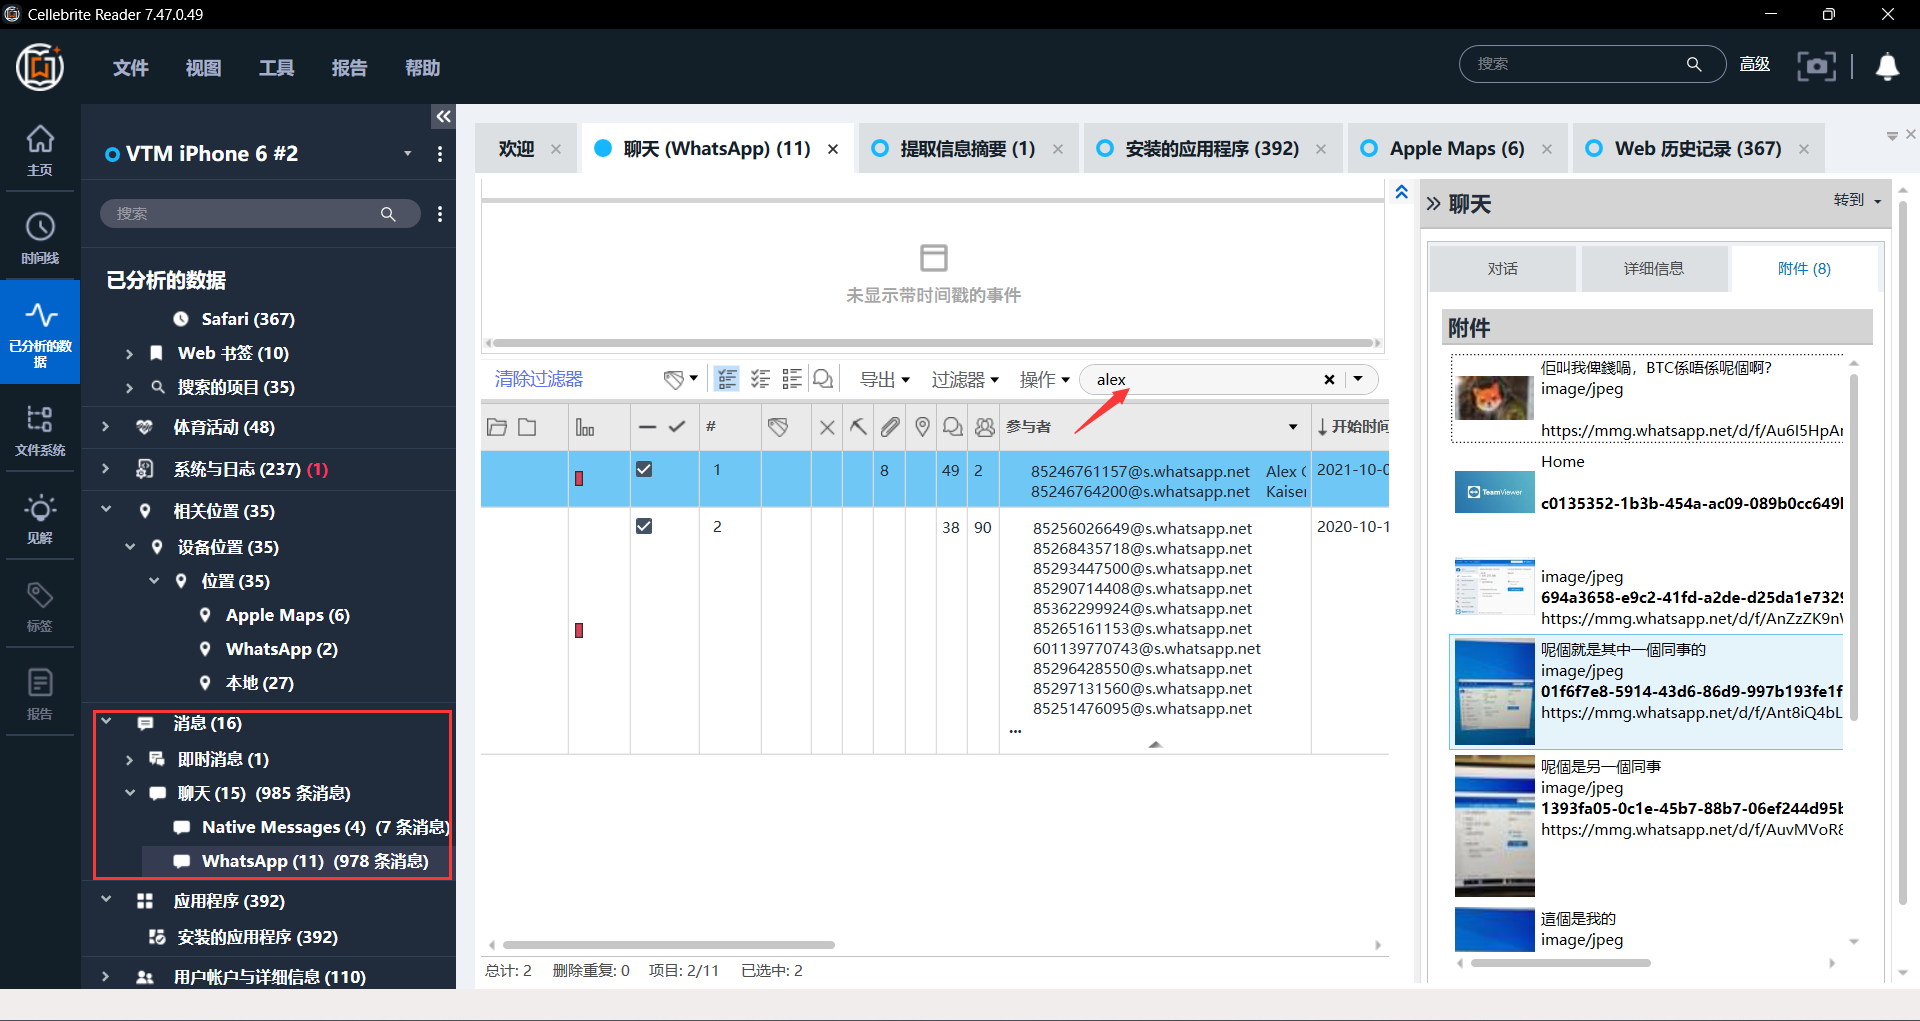 Cellebrite Reader 7.47.0.49
文件 视图 工具 报告 帮助
搜索
高级
主页
时间线
已分析的数据
文件系统
见解
标签
报告
VTM iPhone 6 #2
搜索
已分析的数据
Safari (367)
Web 书签 (10)
搜索的项目 (35)
体育活动 (48)
系统与日志 (237) (1)
相关位置 (35)
设备位置 (35)
位置 (35)
Apple Maps (6)
WhatsApp (2)
本地 (27)
消息 (16)
即时消息 (1)
聊天 (15) (985 条消息)
Native Messages (4) (7 条消息)
WhatsApp (11) (978 条消息)
应用程序 (392)
安装的应用程序 (392)
用户帐户与详细信息 (110)
欢迎
聊天 (WhatsApp) (11)
提取信息摘要 (1)
安装的应用程序 (392)
Apple Maps (6)
Web 历史记录 (367)
未显示带时间戳的事件
清除过滤器 导出 过滤器 操作 alex
# 参与者 ↓开始时间
1 8 49 2 85246761157@s.whatsapp.net Alex 2021-10-0
85246764200@s.whatsapp.net Kaiser
2 38 90 85256026649@s.whatsapp.net 2020-10-1
85268435718@s.whatsapp.net
85293447500@s.whatsapp.net
85290714408@s.whatsapp.net
85362299924@s.whatsapp.net
85265161153@s.whatsapp.net
601139770743@s.whatsapp.net
85296428550@s.whatsapp.net
85297131560@s.whatsapp.net
85251476095@s.whatsapp.net
...
总计: 2 删除重复: 0 项目: 2/11 已选中: 2
聊天
转到
对话 详细信息 附件 (8)
附件
佢叫我俾錢喎，BTC係唔係呢個啊?
image/jpeg
https://mmg.whatsapp.net/d/f/Au6I5HpAr
Home
TeamViewer
c0135352-1b3b-454a-ac09-089b0cc649
image/jpeg
694a3658-e9c2-41fd-a2de-d25da1e7329
https://mmg.whatsapp.net/d/f/AnZzZK9n
呢個就是其中一個同事的
image/jpeg
01f6f7e8-5914-43d6-86d9-997b193fe1f
https://mmg.whatsapp.net/d/f/Ant8iQ4bL
呢個是另一個同事
image/jpeg
1393fa05-0c1e-45b7-88b7-06ef244d95b
https://mmg.whatsapp.net/d/f/AuvMVoR8
這個是我的
image/jpeg